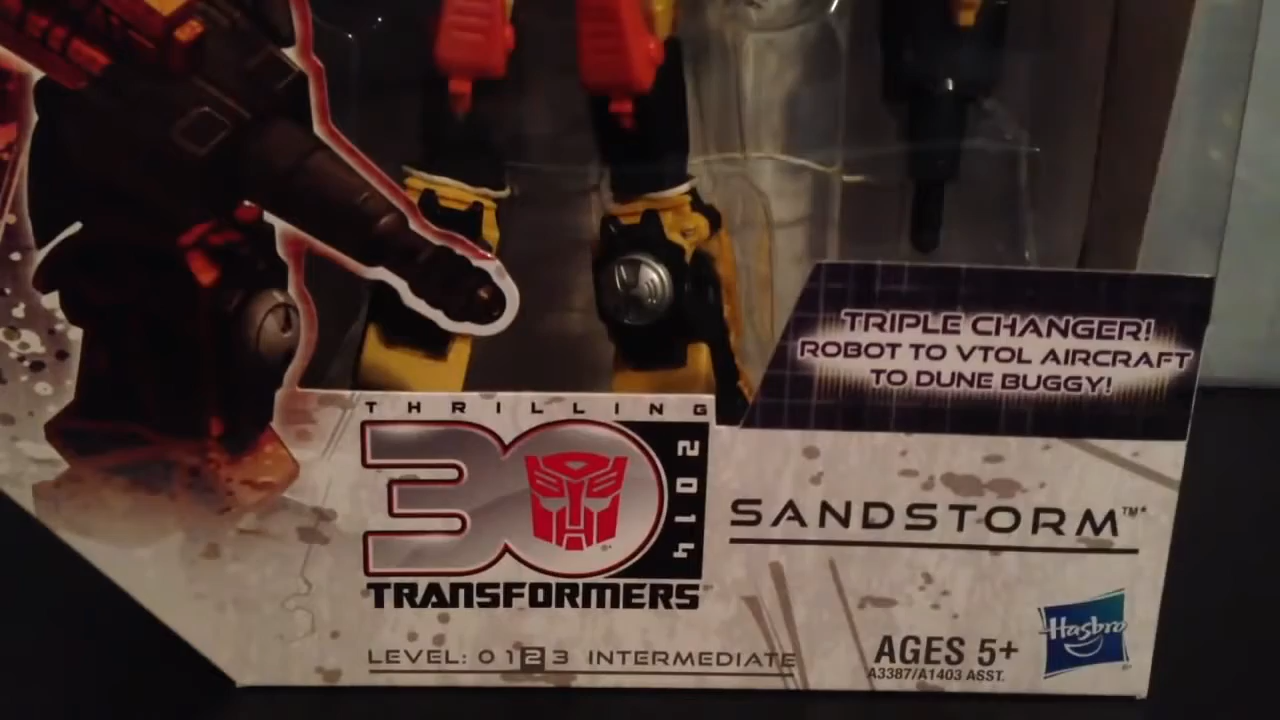 TRIPLE CHANGER!
ROBOT TO VTOL AIRCRAFT
TO DUNE BUGGY!
THRILLING
30
2014
TRANSFORMERS
SANDSTORM™*
LEVEL: 0 1 2 3 INTERMEDIATE
AGES 5+
A3387/A1403 ASST.
Hasbro